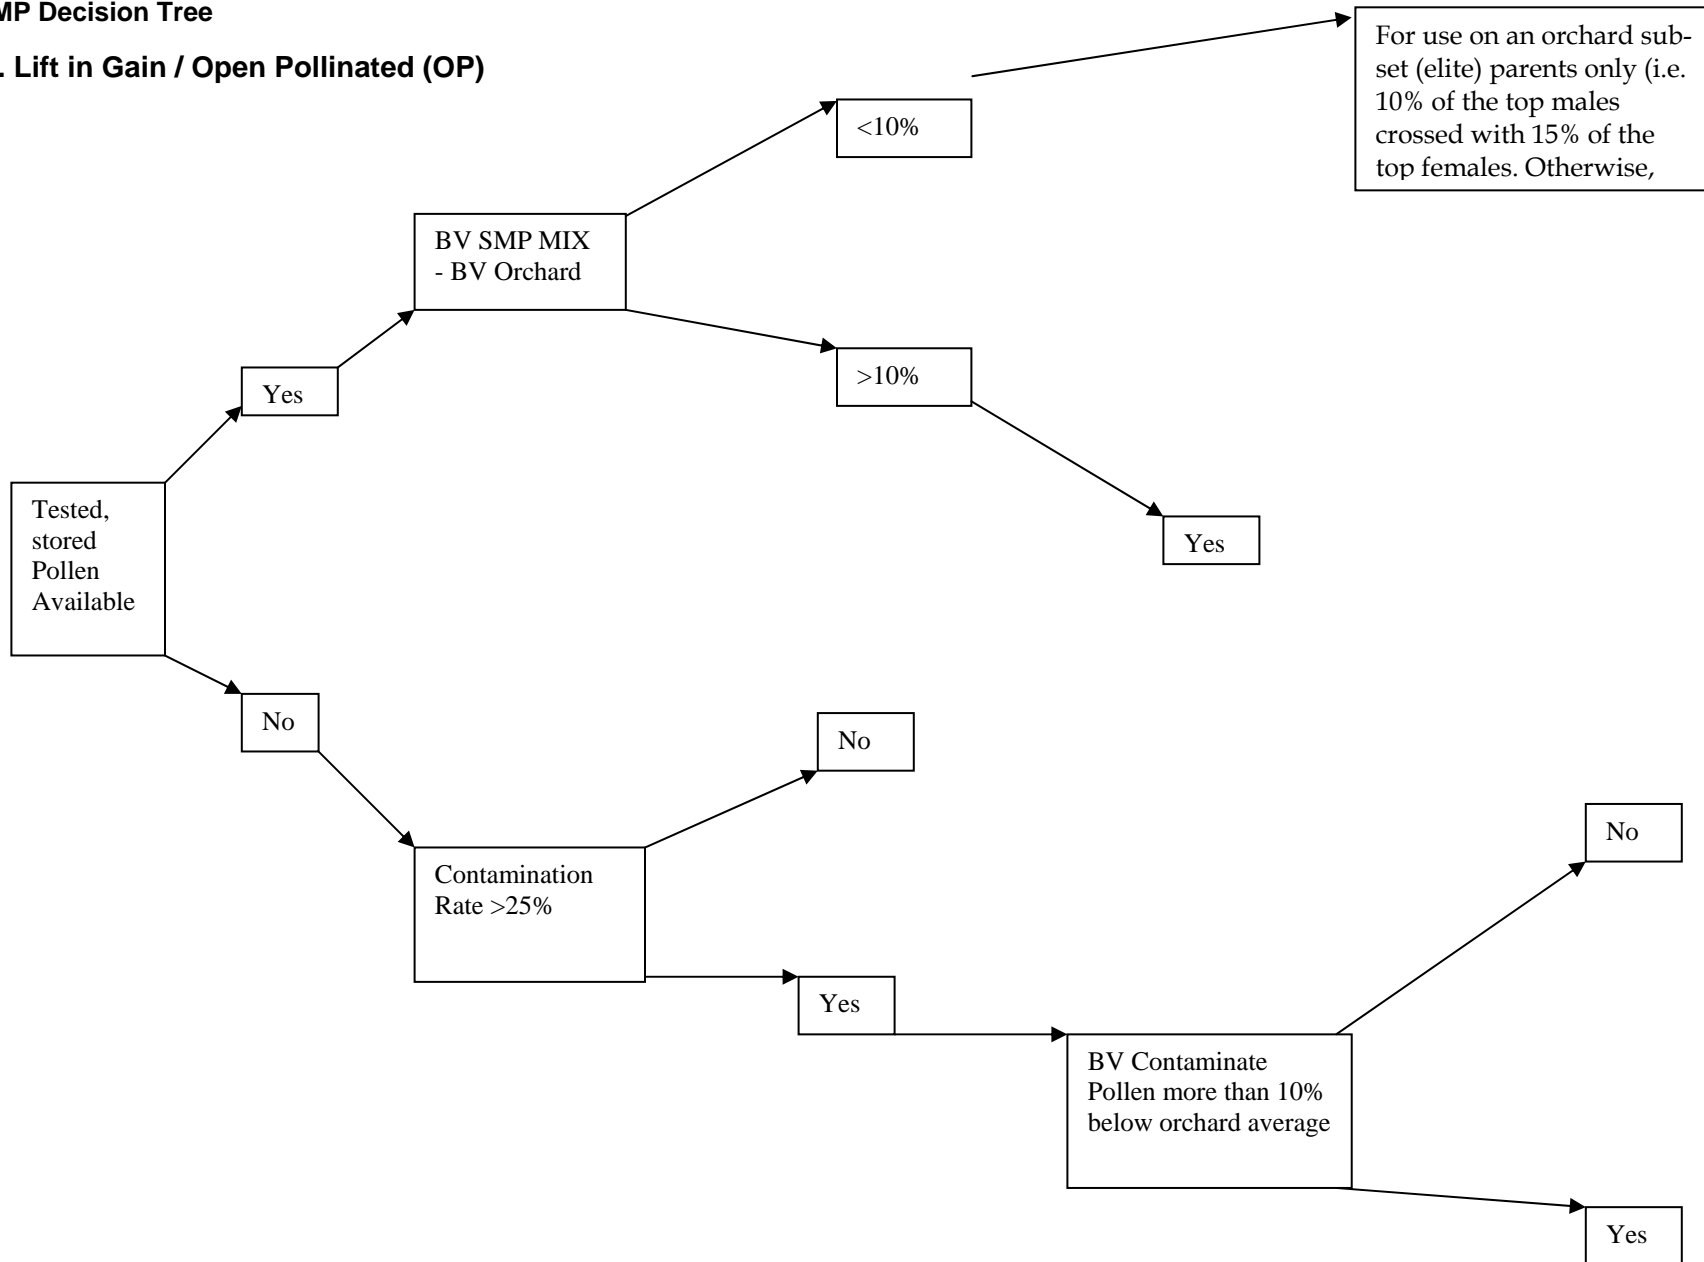 MP Decision Tree
. Lift in Gain / Open Pollinated (OP)
For use on an orchard sub-
set (elite) parents only (i.e.
10% of the top males
crossed with 15% of the
top females. Otherwise,
<10%
BV SMP MIX
- BV Orchard
>10%
Yes
Tested,
stored
Pollen
Available
Yes
No
No
Contamination
Rate >25%
No
Yes
BV Contaminate
Pollen more than 10%
below orchard average
Yes